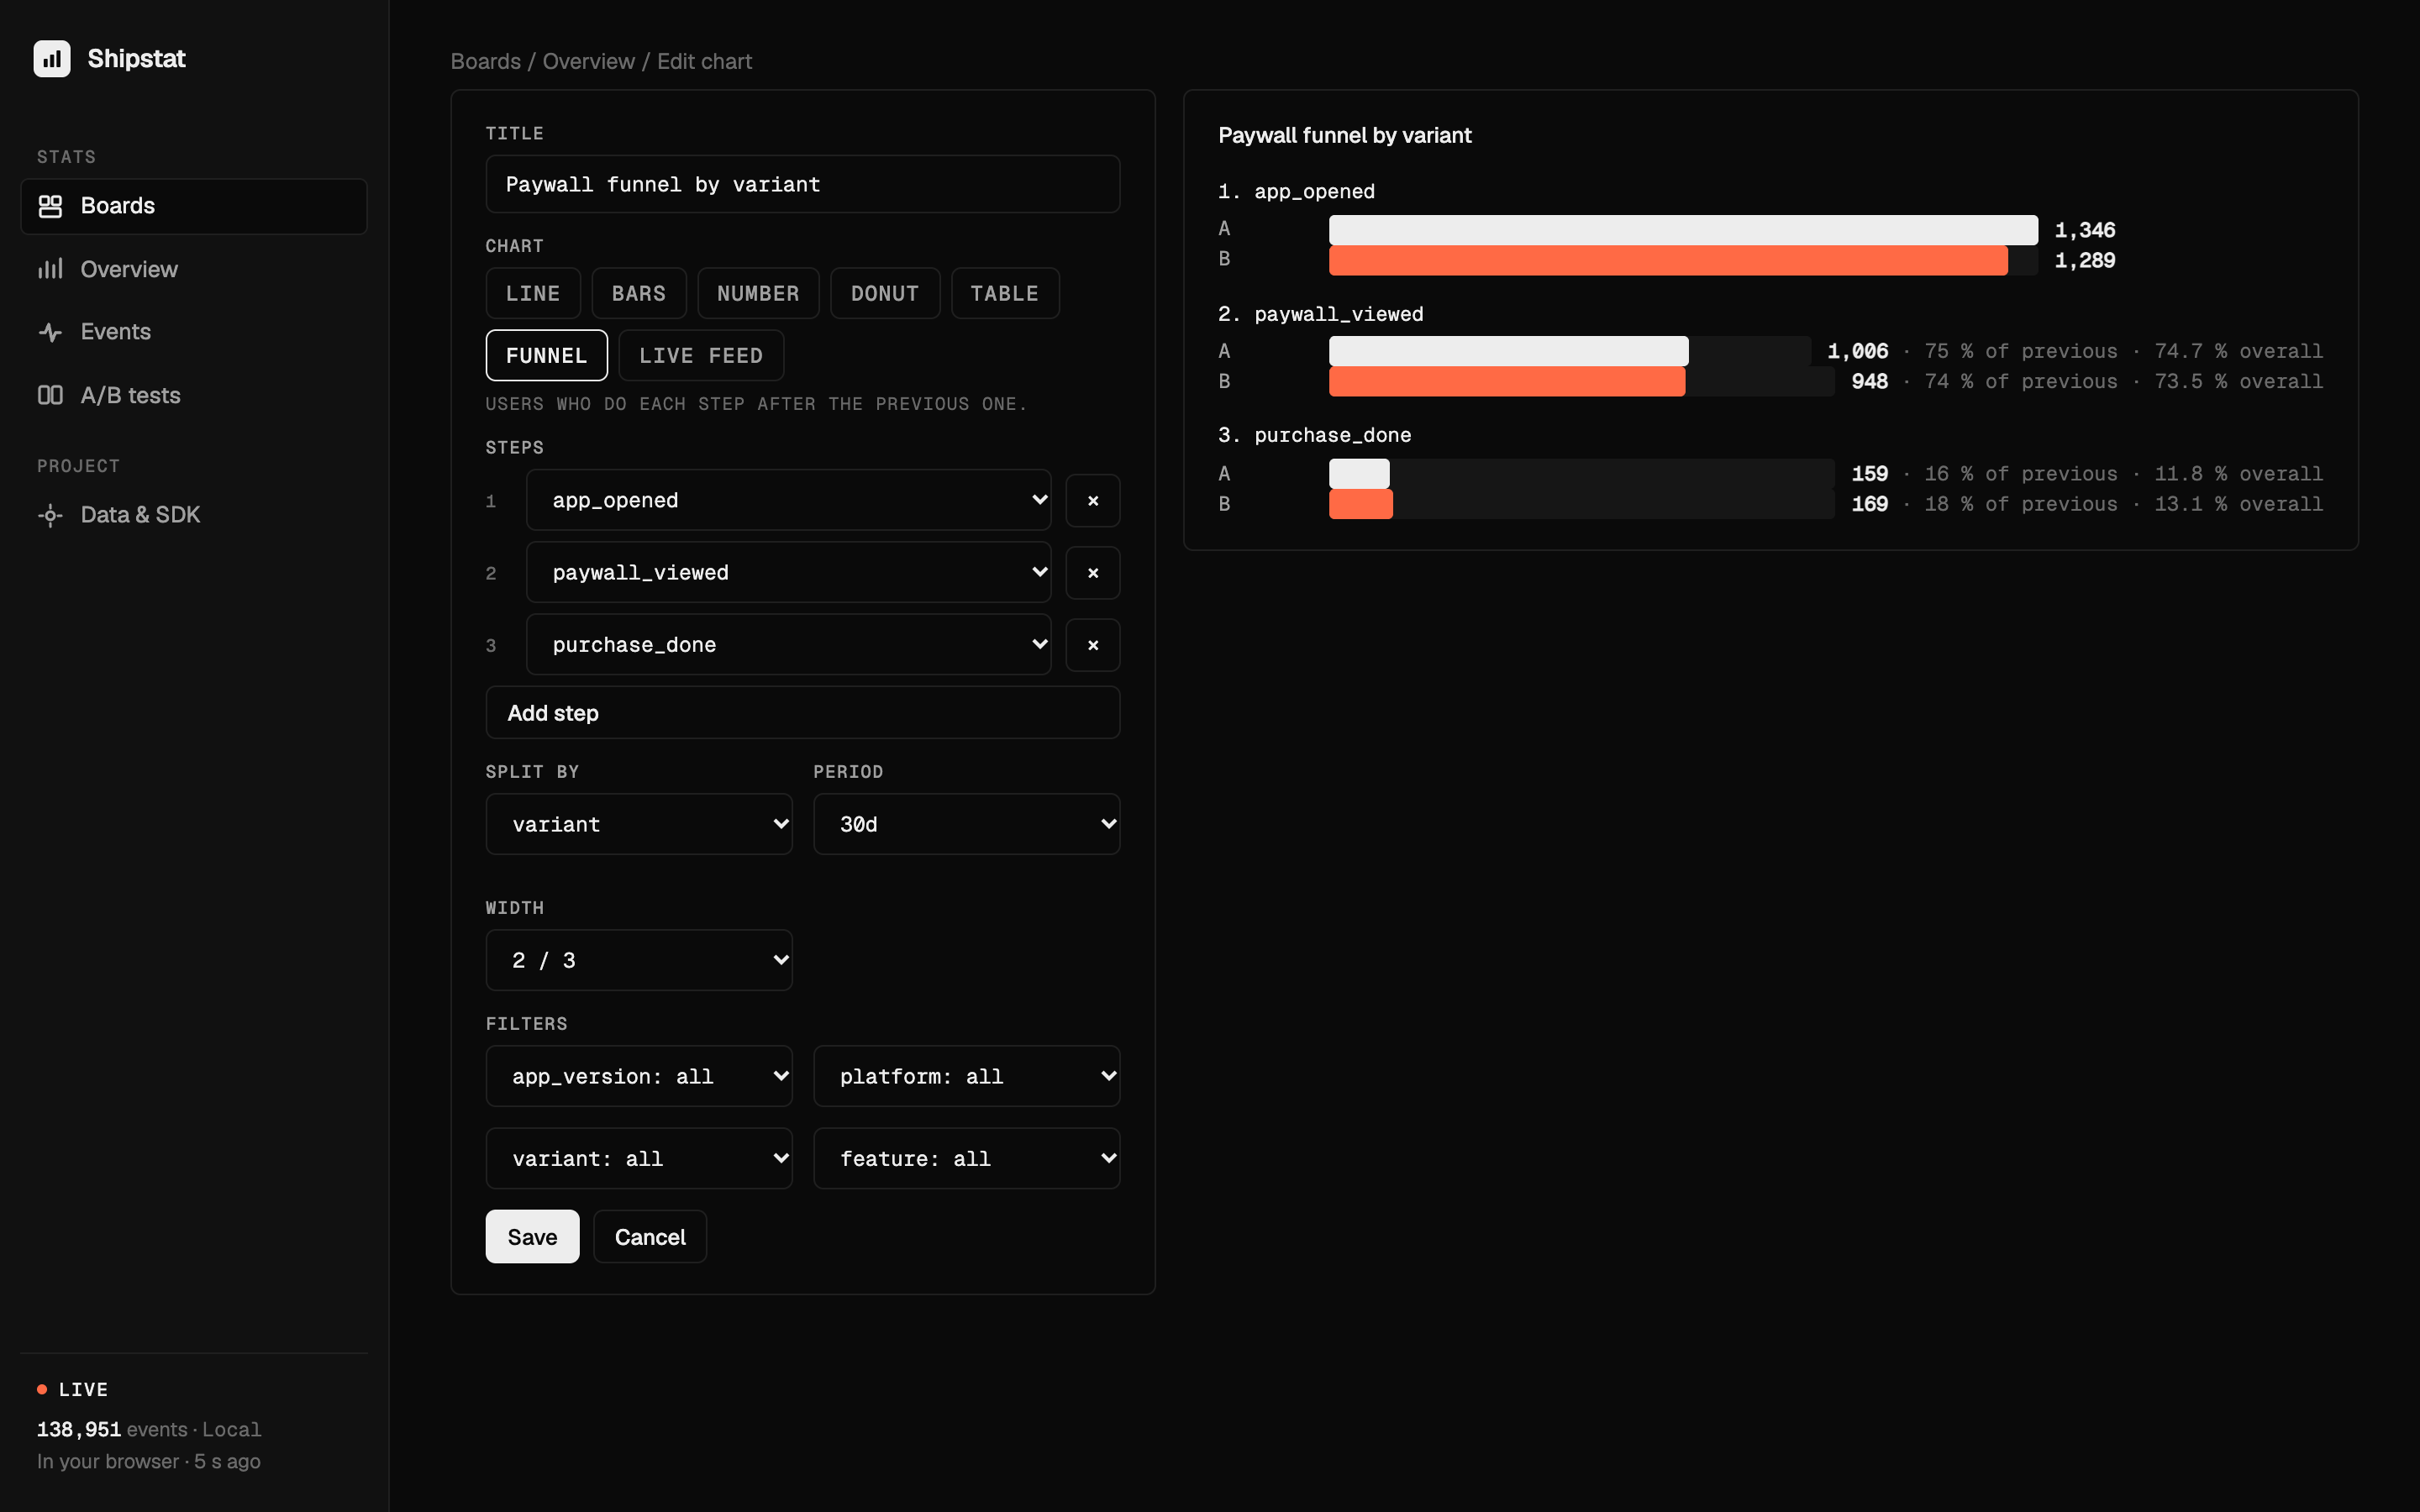 Shipstat
STATS
Boards
Overview
Events
A/B tests
PROJECT
Data & SDK
LIVE
138,951 events · Local
In your browser · 5 s ago
Boards / Overview / Edit chart
TITLE
Paywall funnel by variant
CHART
LINE BARS NUMBER DONUT TABLE
FUNNEL LIVE FEED
USERS WHO DO EACH STEP AFTER THE PREVIOUS ONE.
STEPS
1 app_opened ×
2 paywall_viewed ×
3 purchase_done ×
Add step
SPLIT BY PERIOD
variant 30d
WIDTH
2 / 3
FILTERS
app_version: all platform: all
variant: all feature: all
Save Cancel
Paywall funnel by variant
1. app_opened
A 1,346
B 1,289
2. paywall_viewed
A 1,006 · 75 % of previous · 74.7 % overall
B 948 · 74 % of previous · 73.5 % overall
3. purchase_done
A 159 · 16 % of previous · 11.8 % overall
B 169 · 18 % of previous · 13.1 % overall